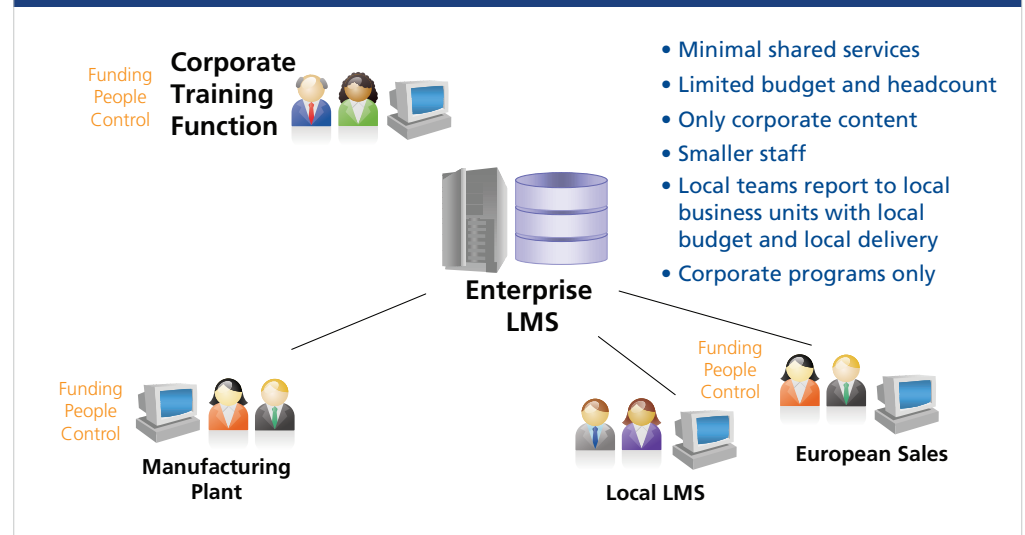 Funding
People
Control
Corporate
Training
Function
• Minimal shared services
• Limited budget and headcount
• Only corporate content
• Smaller staff
• Local teams report to local
business units with local
budget and local delivery
• Corporate programs only
Enterprise
LMS
Funding
People
Control
Manufacturing
Plant
Local LMS
Funding
People
Control
European Sales